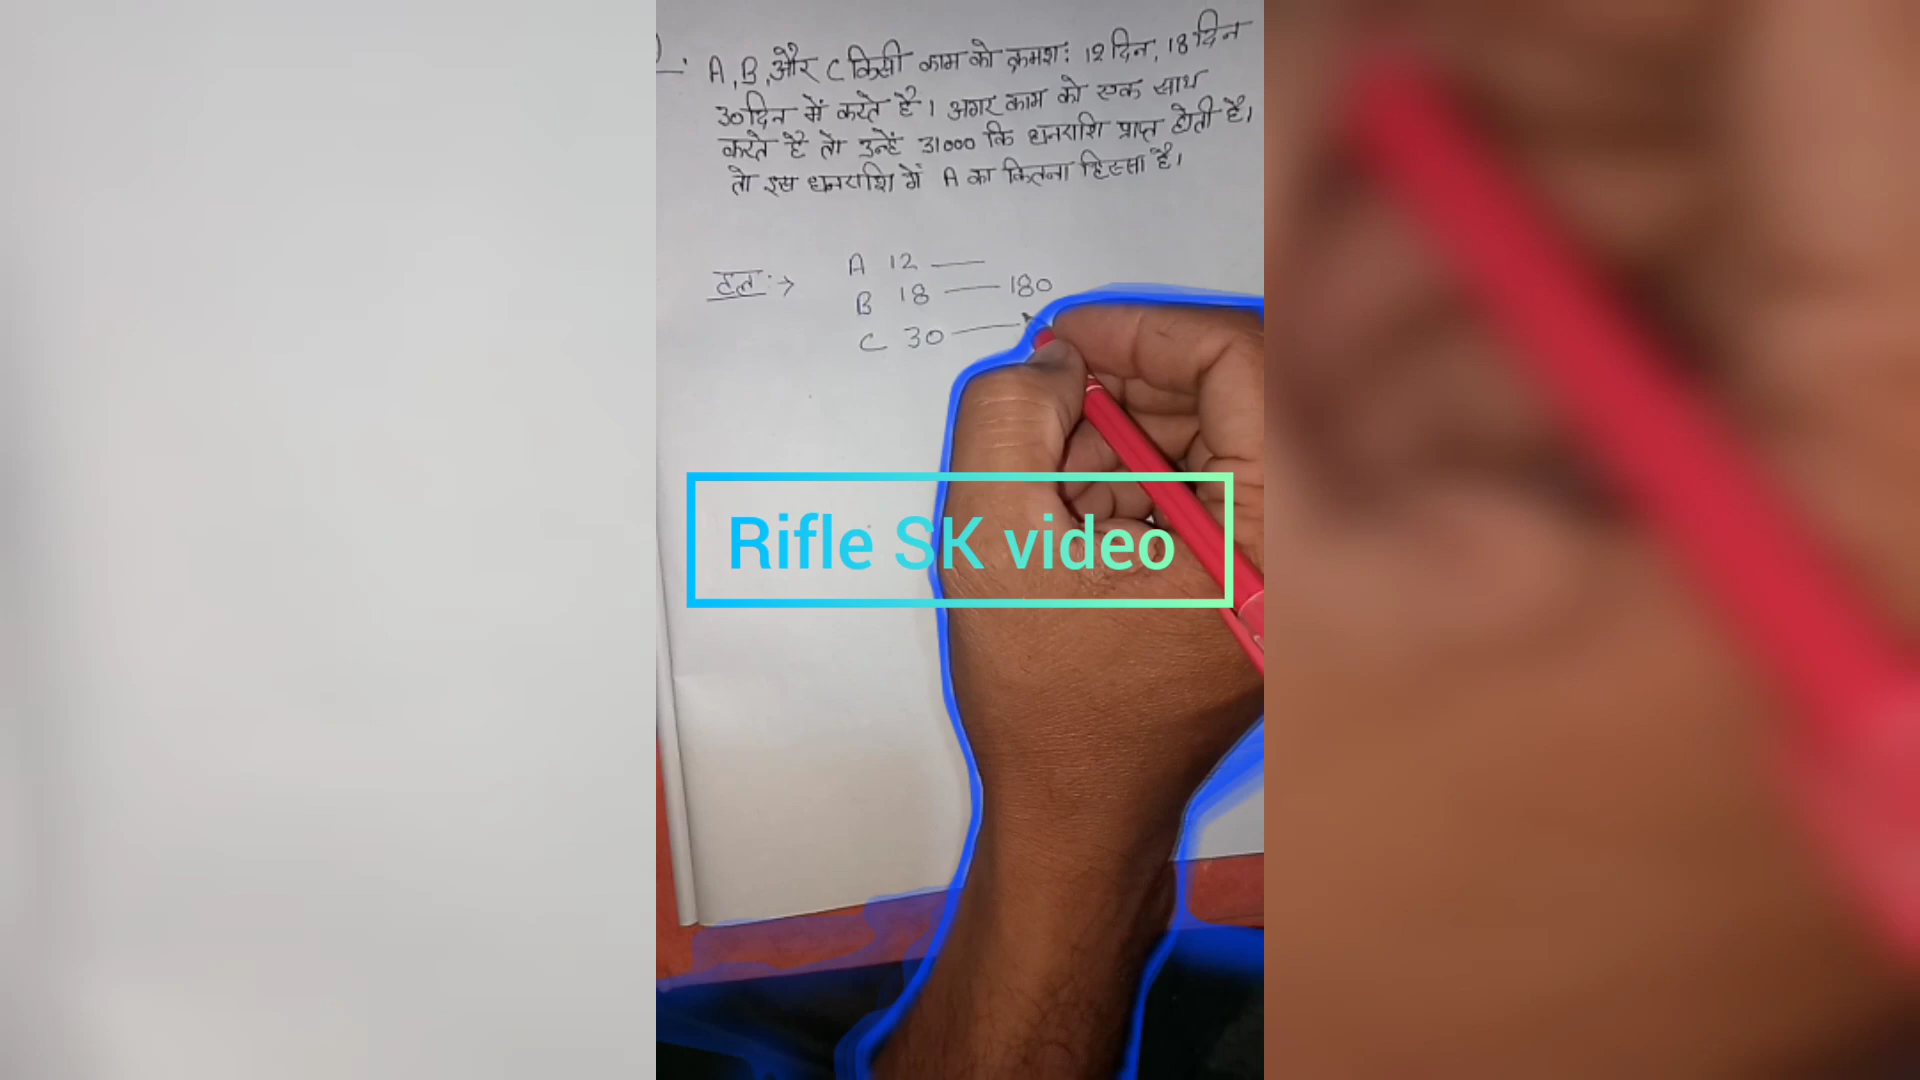 A, B, और C किसी काम को क्रमशः 12 दिन, 18 दिन
30 दिन में करते है। अगर काम को एक साथ
करते है तो उन्हें 31000 कि धनराशि प्राप्त होती है।
तो इस धनराशि में A का कितना हिस्सा है।
हल :→
A 12 —
B 18 — 180
C 30 —
Rifle SK video